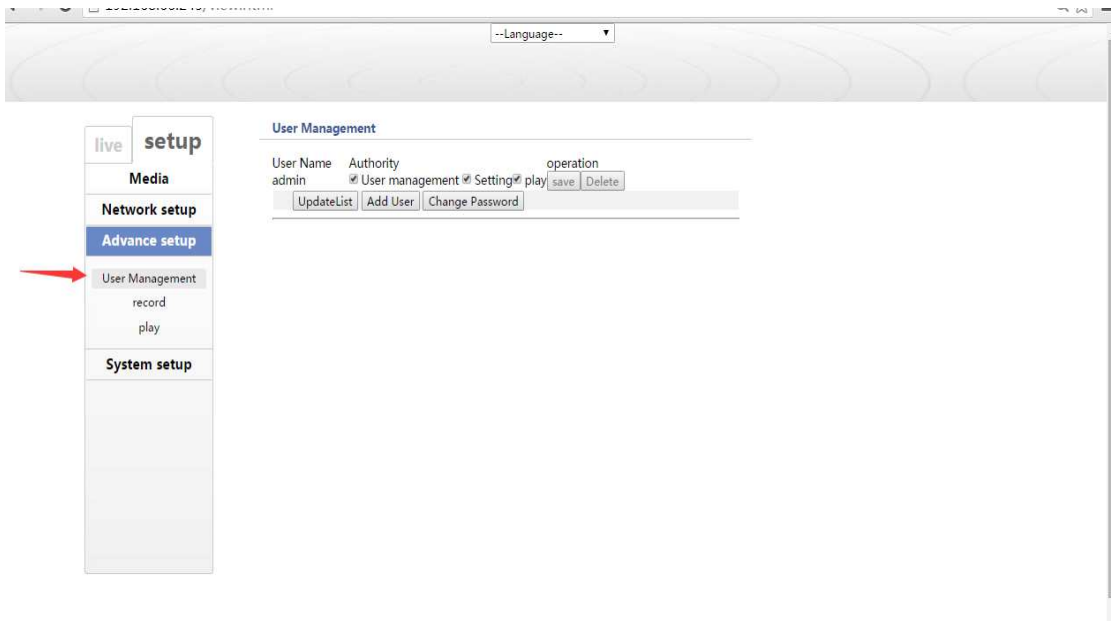 --Language--
live
setup
Media
Network setup
Advance setup
User Management
record
play
System setup
User Management
User Name Authority operation
admin User management Setting play save Delete
UpdateList Add User Change Password